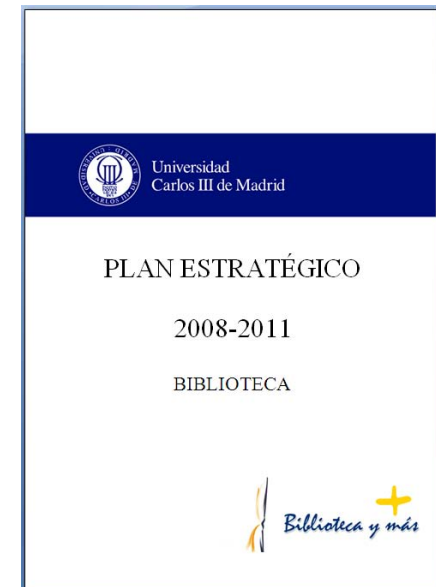 Universidad
Carlos III de Madrid
PLAN ESTRATÉGICO
2008-2011
BIBLIOTECA
Biblioteca y más